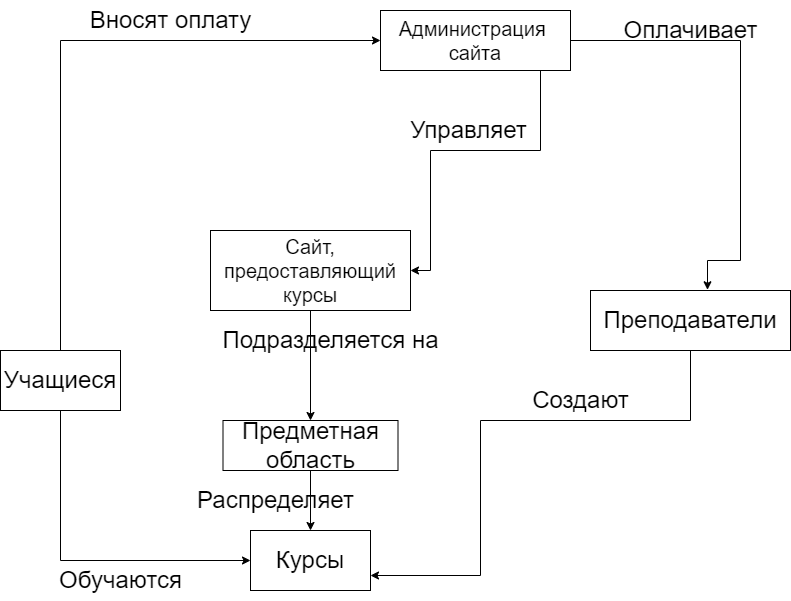 Вносят оплату
Администрация
сайта
Оплачивает
Управляет
Сайт,
предоставляющий
курсы
Преподаватели
Подразделяется на
Учащиеся
Создают
Предметная
область
Распределяет
Курсы
Обучаются